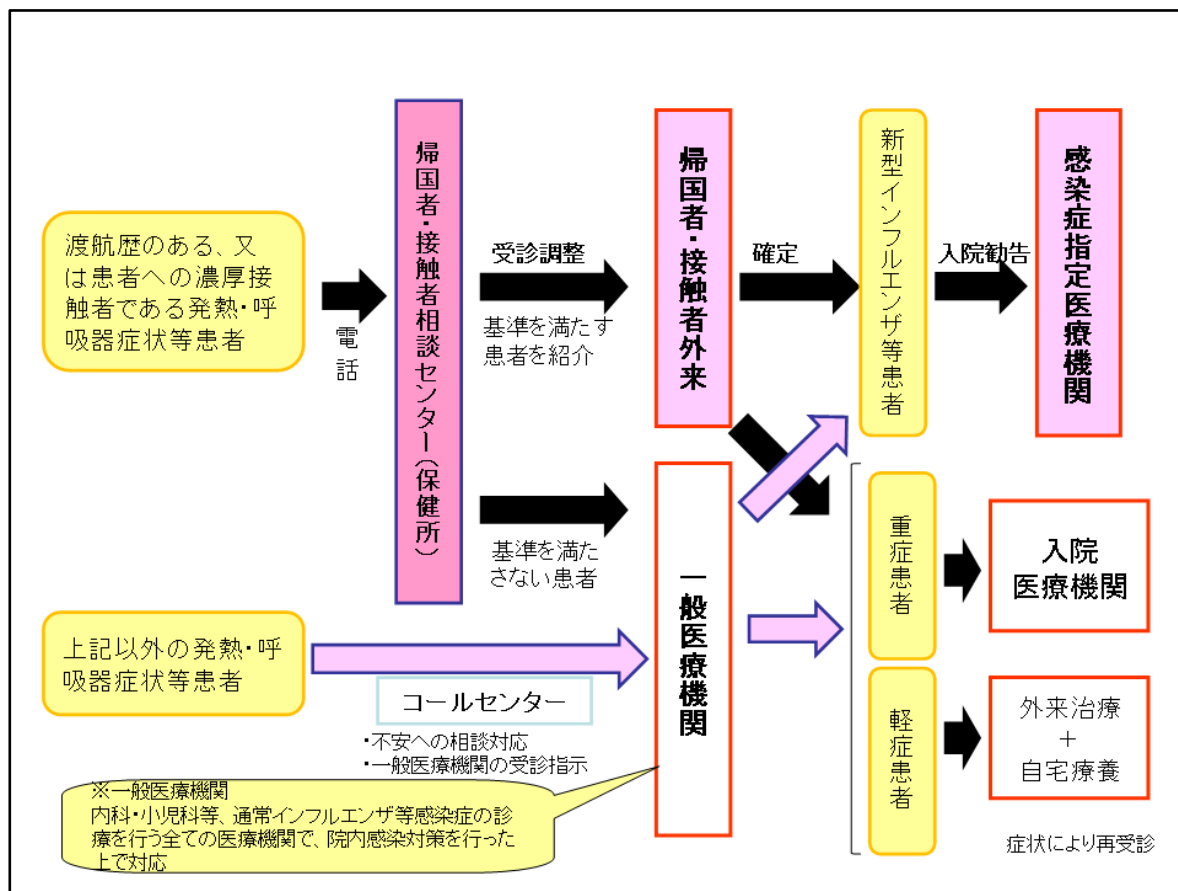 渡航歴のある、又
は患者への濃厚接
触者である発熱・呼
吸器症状等患者
電話
帰国者・接触者相談センター(保健所)
受診調整
基準を満たす
患者を紹介
帰国者・接触者外来
確定
新型インフルエンザ等患者
入院勧告
感染症指定医療機関
基準を満た
さない患者
上記以外の発熱・呼
吸器症状等患者
コールセンター
・不安への相談対応
・一般医療機関の受診指示
一般医療機関
※一般医療機関
内科・小児科等、通常インフルエンザ等感染症の診
療を行う全ての医療機関で、院内感染対策を行った
上で対応
重症患者
入院
医療機関
軽症患者
外来治療
+
自宅療養
症状により再受診